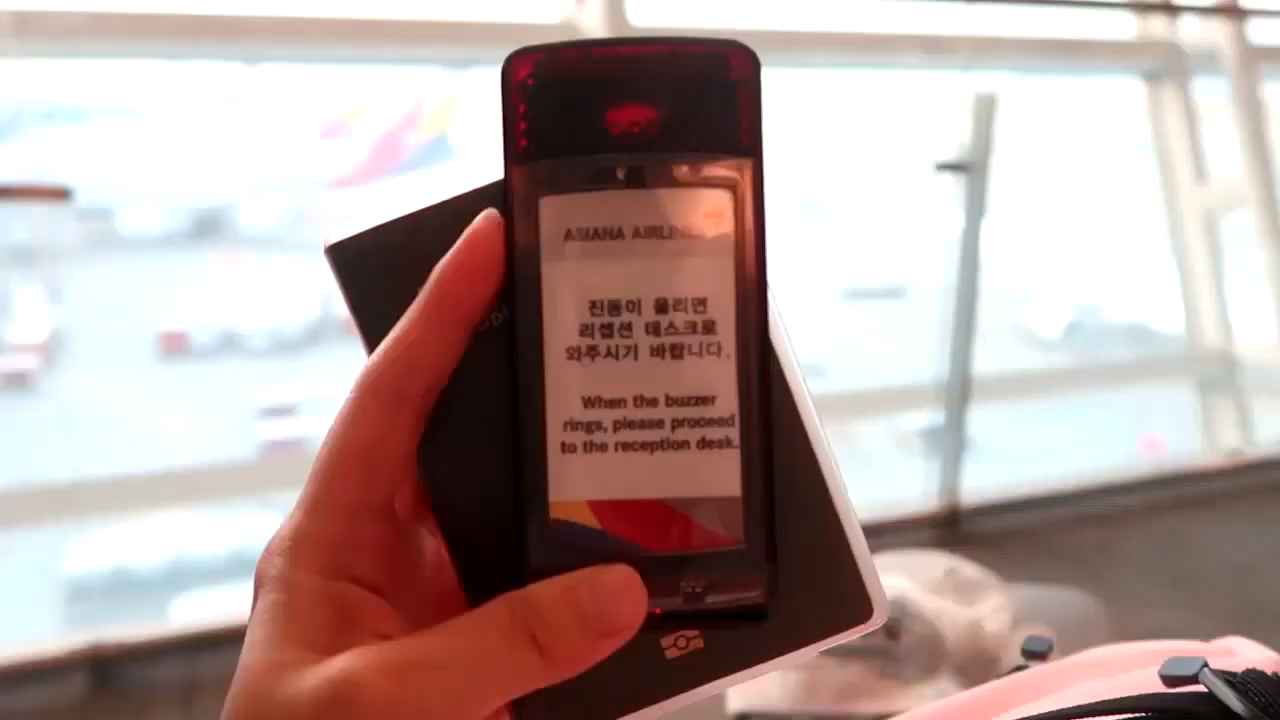 ASIANA AIRLINES
진동이 울리면
리셉션 데스크로
와주시기 바랍니다.
When the buzzer
rings, please proceed
to the reception desk.